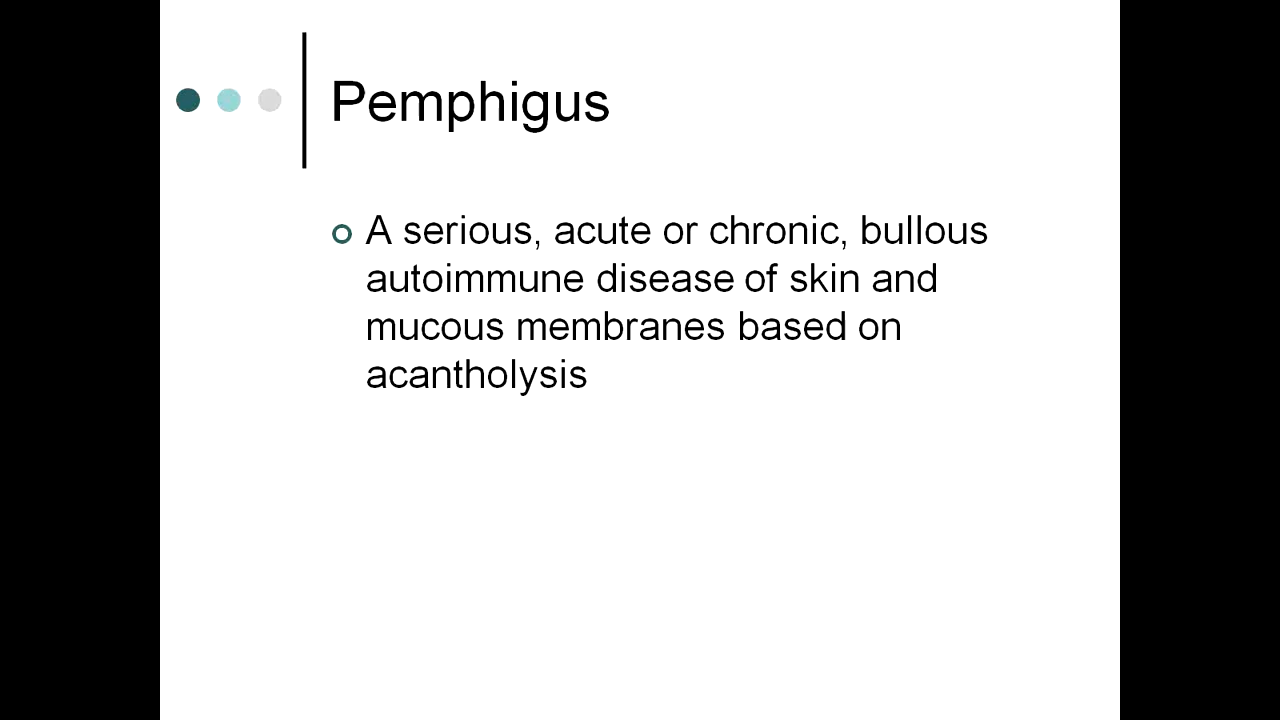 Pemphigus
A serious, acute or chronic, bullous
autoimmune disease of skin and
mucous membranes based on
acantholysis